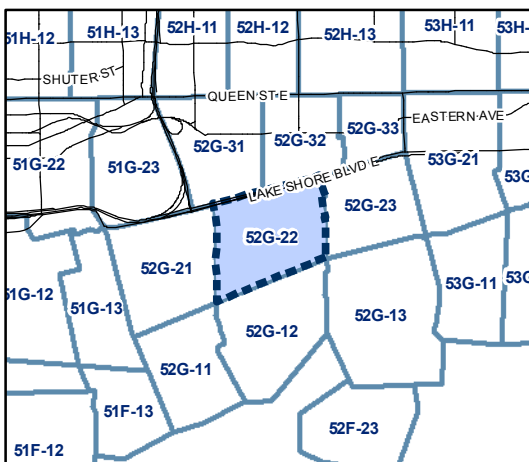 51H-12
51H-13
52H-11
52H-12
52H-13
53H-11
53H-
SHUTER ST
QUEEN ST E
EASTERN AVE
51G-22
51G-23
52G-31
52G-32
52G-33
53G-21
LAKE SHORE BLVD E
53G
52G-22
52G-23
52G-21
51G-12
51G-13
52G-12
52G-13
53G-11
53G
52G-11
51F-13
52F-23
51F-12